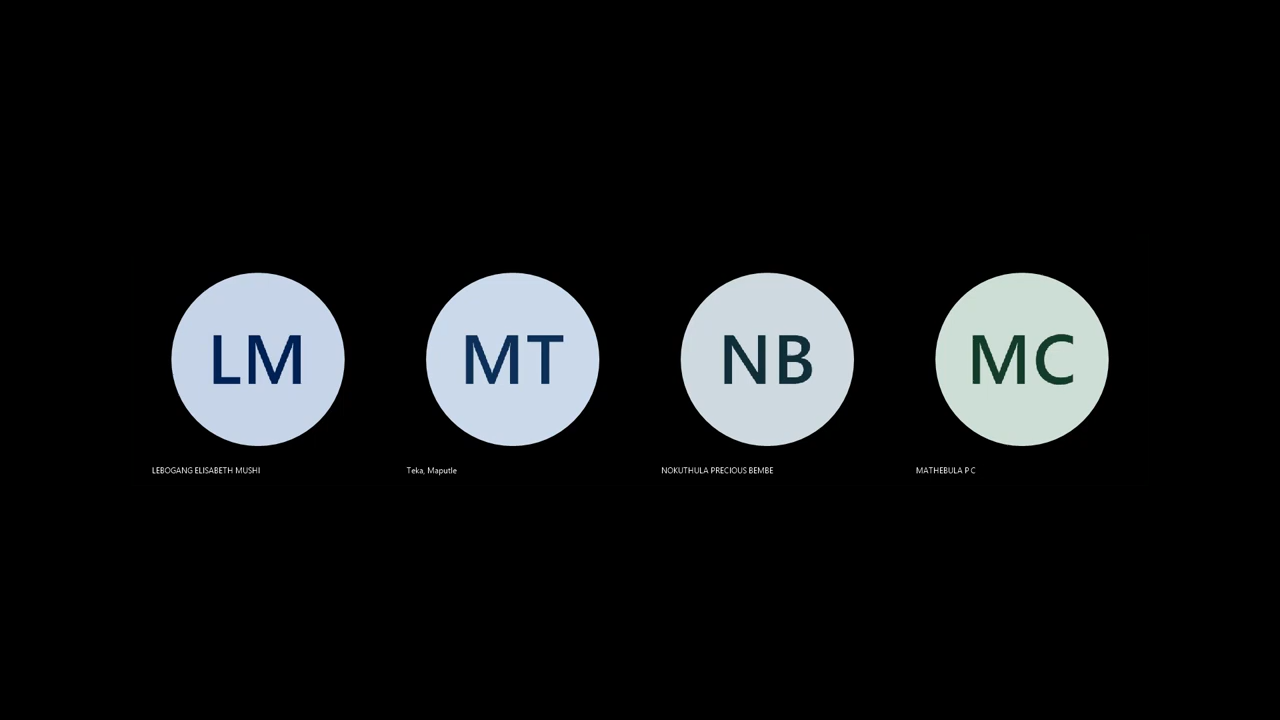 LM
MT
NB
MC
LEBOGANG ELISABETH MUSHI
Teka, Maputle
NOKUTHULA PRECIOUS BEMBE
MATHEBULA P C